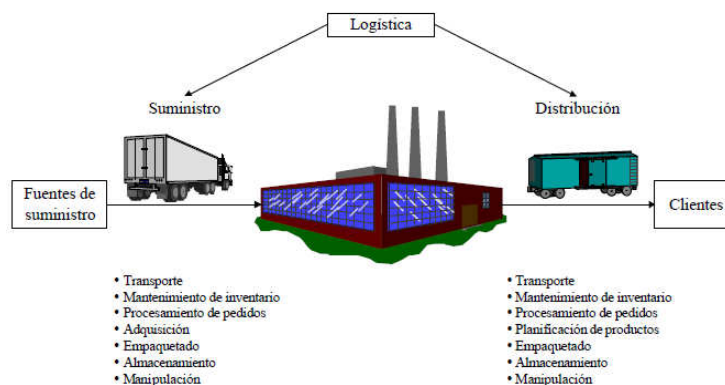 Logística
Suministro
Distribución
Fuentes de
suministro
Clientes
• Transporte
• Mantenimiento de inventario
• Procesamiento de pedidos
• Adquisición
• Empaquetado
• Almacenamiento
• Manipulación
• Transporte
• Mantenimiento de inventario
• Procesamiento de pedidos
• Planificación de productos
• Empaquetado
• Almacenamiento
• Manipulación